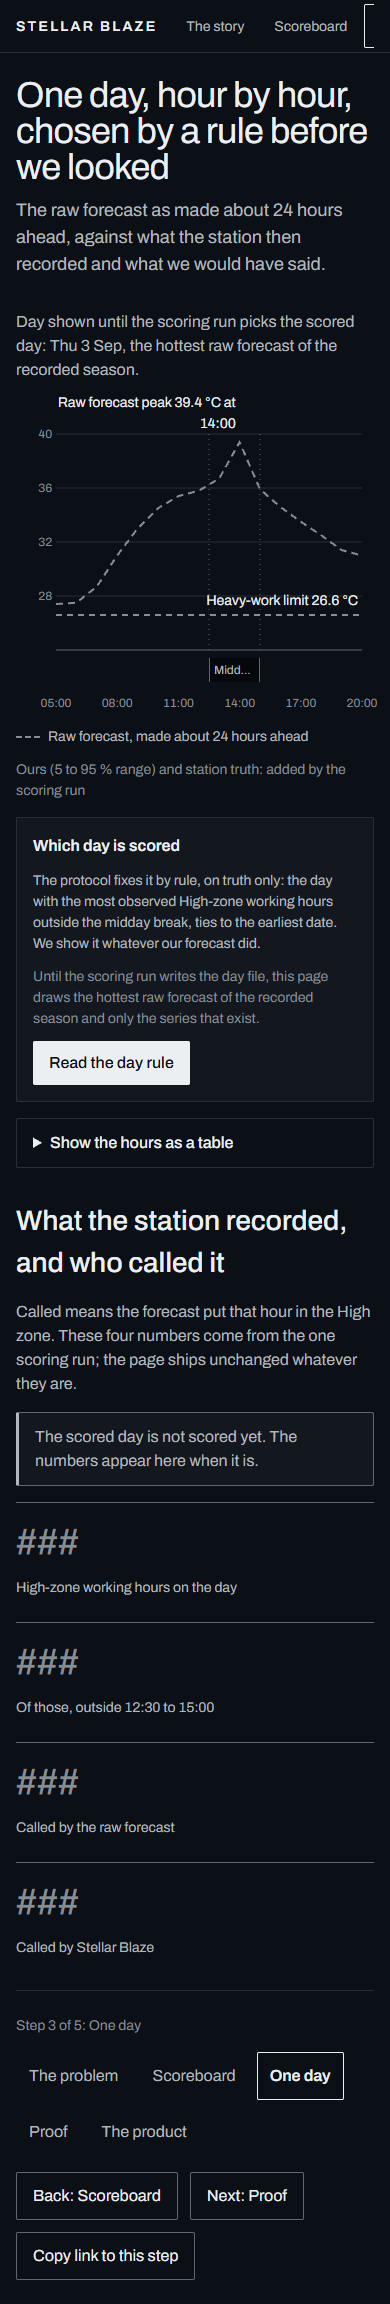 STELLAR BLAZE The story Scoreboard
One day, hour by hour,
chosen by a rule before
we looked
The raw forecast as made about 24 hours
ahead, against what the station then
recorded and what we would have said.
Day shown until the scoring run picks the scored
day: Thu 3 Sep, the hottest raw forecast of the
recorded season.
Raw forecast peak 39.4 °C at
14:00
40
36
32
28
Heavy-work limit 26.6 °C
Midd...
05:00 08:00 11:00 14:00 17:00 20:00
Raw forecast, made about 24 hours ahead
Ours (5 to 95 % range) and station truth: added by the
scoring run
Which day is scored
The protocol fixes it by rule, on truth only: the day
with the most observed High-zone working hours
outside the midday break, ties to the earliest date.
We show it whatever our forecast did.
Until the scoring run writes the day file, this page
draws the hottest raw forecast of the recorded
season and only the series that exist.
Read the day rule
Show the hours as a table
What the station recorded,
and who called it
Called means the forecast put that hour in the High
zone. These four numbers come from the one
scoring run; the page ships unchanged whatever
they are.
The scored day is not scored yet. The
numbers appear here when it is.
###
High-zone working hours on the day
###
Of those, outside 12:30 to 15:00
###
Called by the raw forecast
###
Called by Stellar Blaze
Step 3 of 5: One day
The problem Scoreboard One day
Proof The product
Back: Scoreboard Next: Proof
Copy link to this step